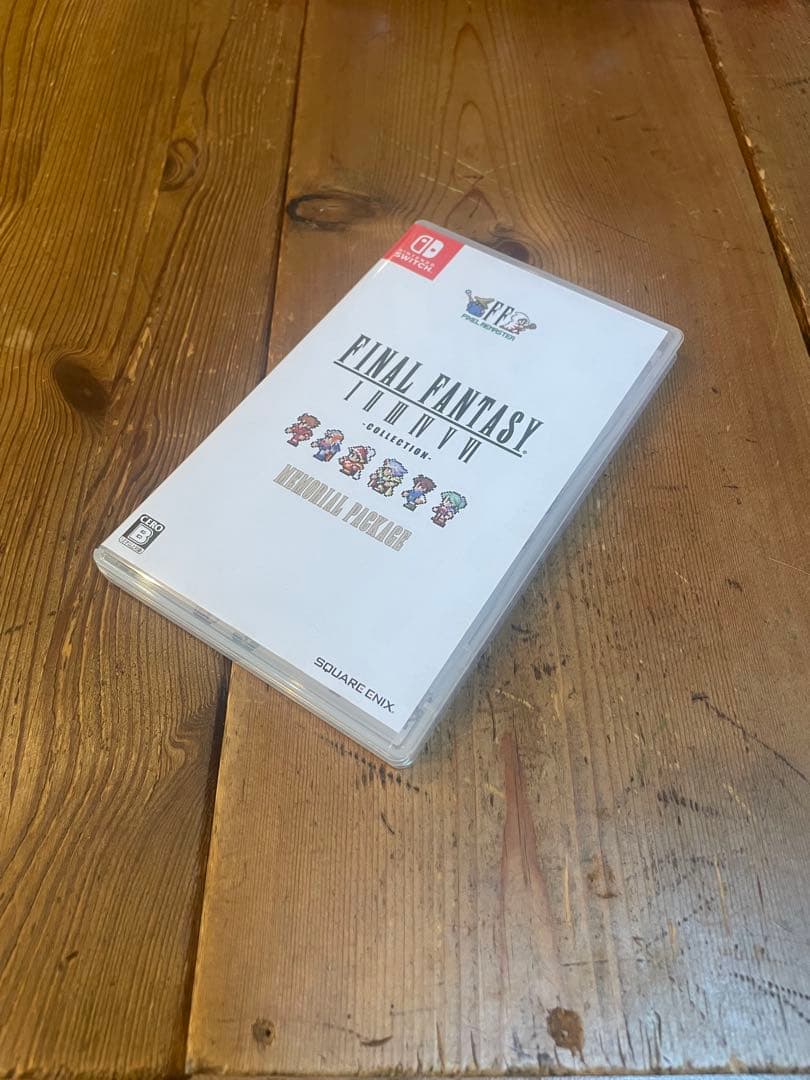 NINTENDO
SWITCH
FF
PIXEL REMASTER
FINAL FANTASY®
I II III IV V VI
-COLLECTION-
MEMORIAL PACKAGE
CERO
B
SQUARE ENIX.